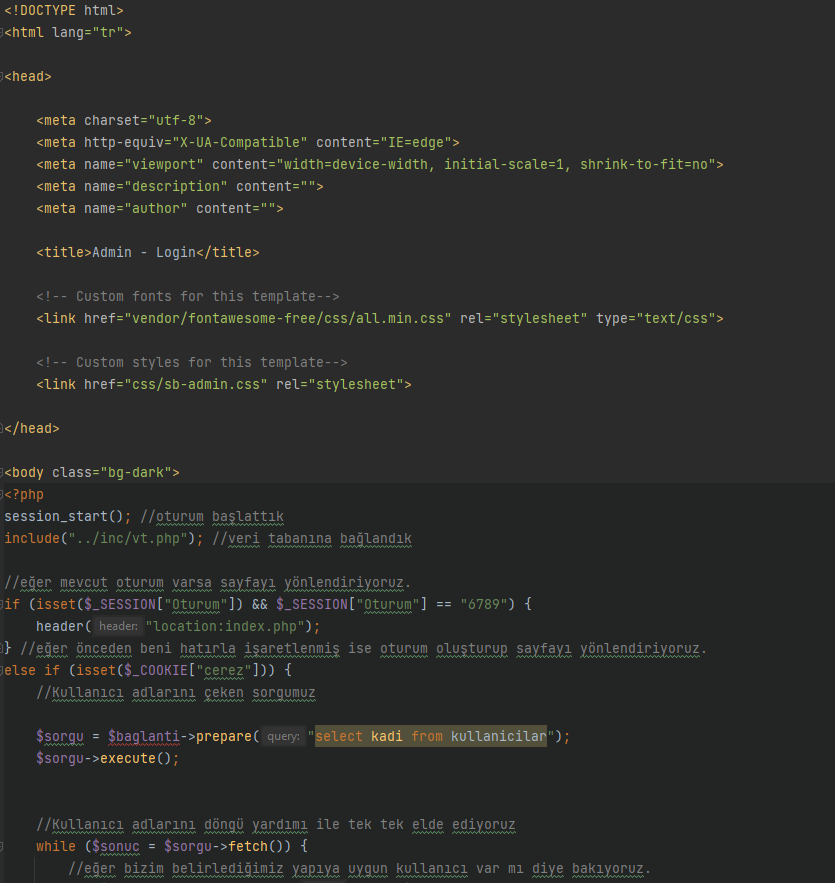 <!DOCTYPE html>
<html lang="tr">
<head>
<meta charset="utf-8">
<meta http-equiv="X-UA-Compatible" content="IE=edge">
<meta name="viewport" content="width=device-width, initial-scale=1, shrink-to-fit=no">
<meta name="description" content="">
<meta name="author" content="">
<title>Admin - Login</title>
<!-- Custom fonts for this template-->
<link href="vendor/fontawesome-free/css/all.min.css" rel="stylesheet" type="text/css">
<!-- Custom styles for this template-->
<link href="css/sb-admin.css" rel="stylesheet">
</head>
<body class="bg-dark">
<?php
session_start(); //oturum başlattık
include("../inc/vt.php"); //veri tabanına bağlandık
//eğer mevcut oturum varsa sayfayı yönlendiriyoruz.
if (isset($_SESSION["Oturum"]) && $_SESSION["Oturum"] == "6789") {
header( header: "location:index.php");
} //eğer önceden beni hatırla işaretlenmiş ise oturum oluşturup sayfayı yönlendiriyoruz.
else if (isset($_COOKIE["cerez"])) {
//Kullanıcı adlarını çeken sorgumuz
$sorgu = $baglanti->prepare( query: "select kadi from kullanicilar");
$sorgu->execute();
//Kullanıcı adlarını döngü yardımı ile tek tek elde ediyoruz
while ($sonuc = $sorgu->fetch()) {
//eğer bizim belirlediğimiz yapıya uygun kullanıcı var mı diye bakıyoruz.